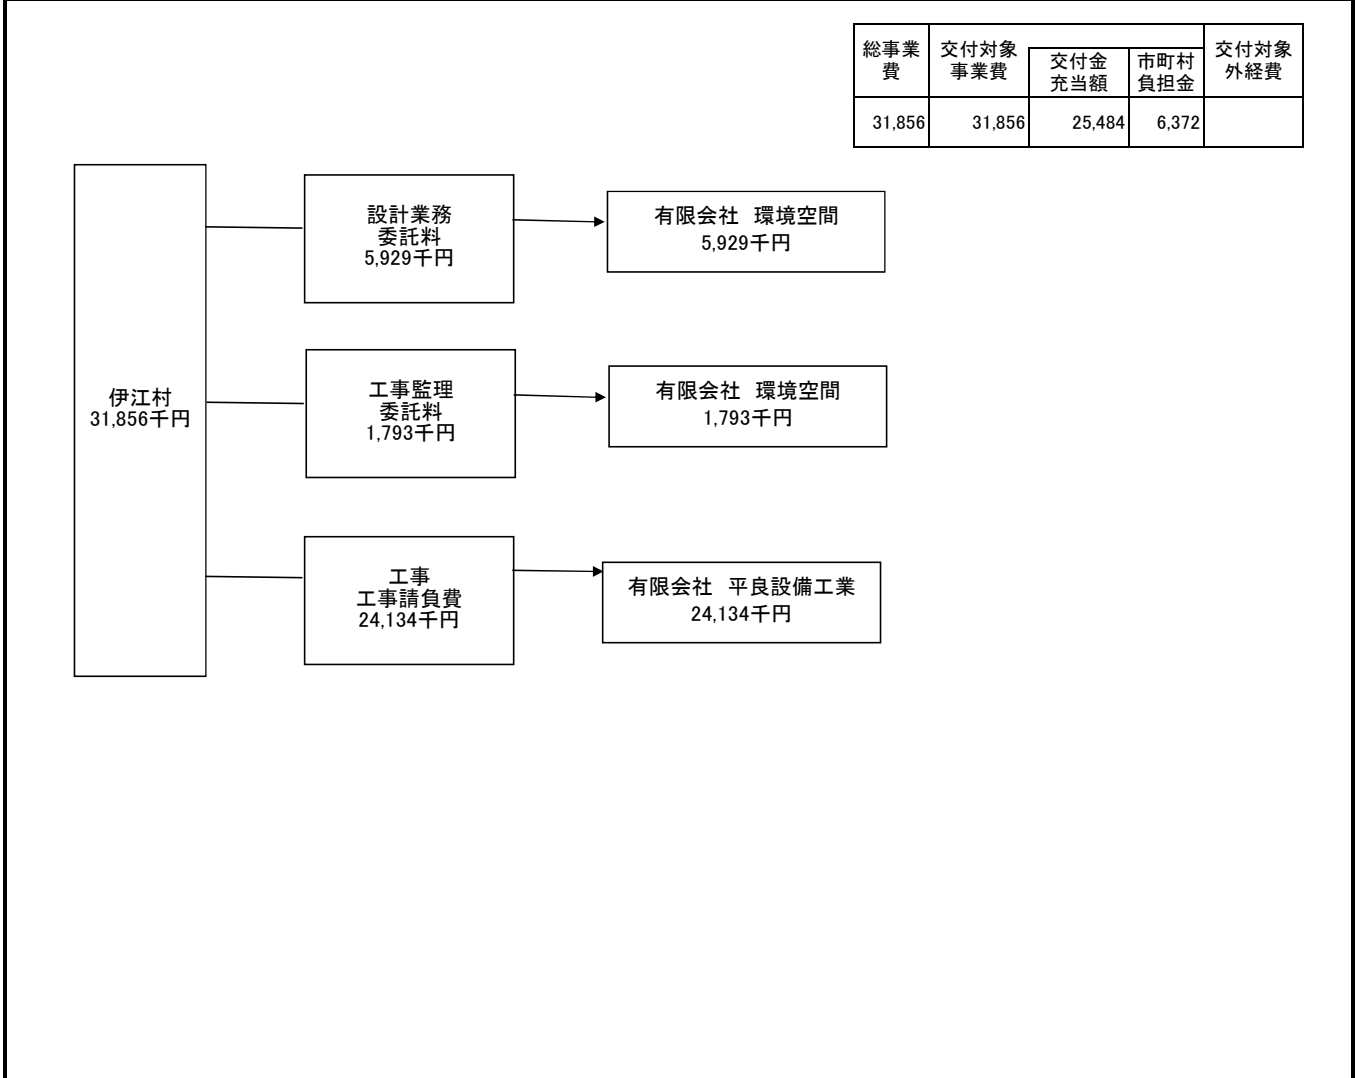 総事業
費
交付対象
事業費
交付金
充当額
市町村
負担金
交付対象
外経費
31,856
31,856
25,484
6,372
伊江村
31,856千円
設計業務
委託料
5,929千円
有限会社　環境空間
5,929千円
工事監理
委託料
1,793千円
有限会社　環境空間
1,793千円
工事
工事請負費
24,134千円
有限会社　平良設備工業
24,134千円